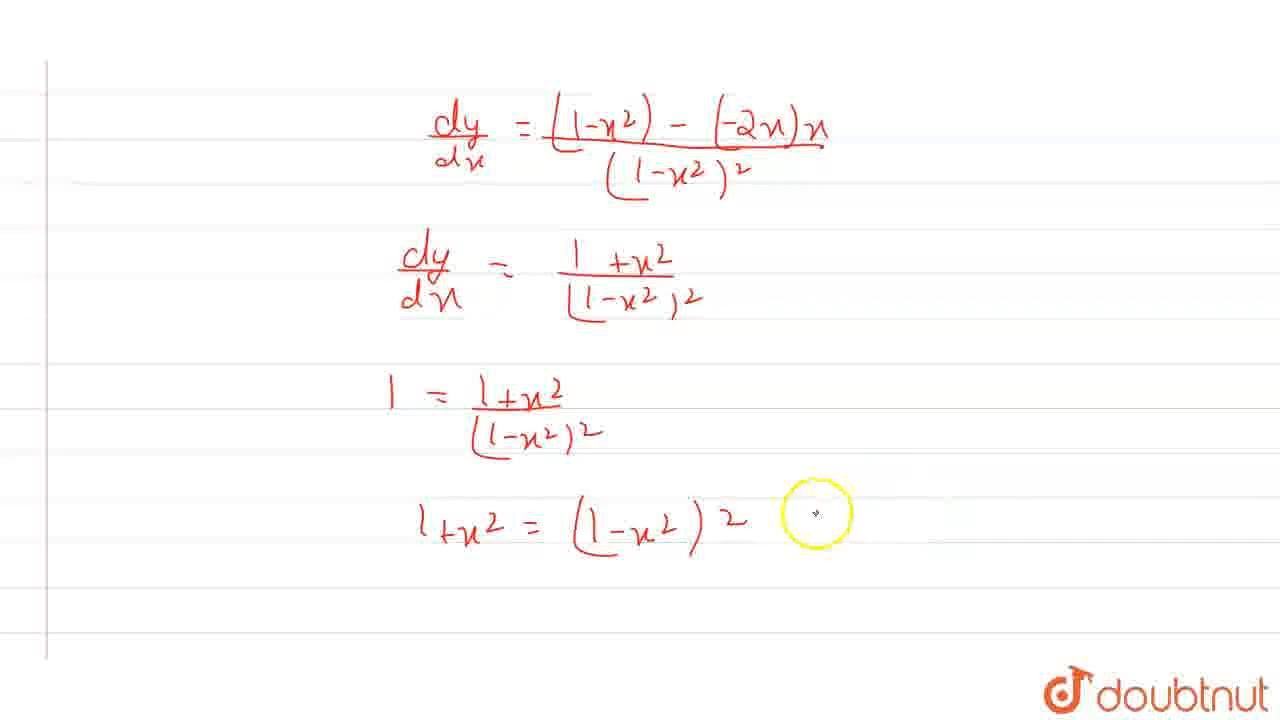 dy/dx = ((1-x²) - (-2x)x)/(1-x²)²
dy/dx = (1 +x²)/(1-x²)²
1 = (1+x²)/(1-x²)²
1+x² = (1-x²)²
doubtnut